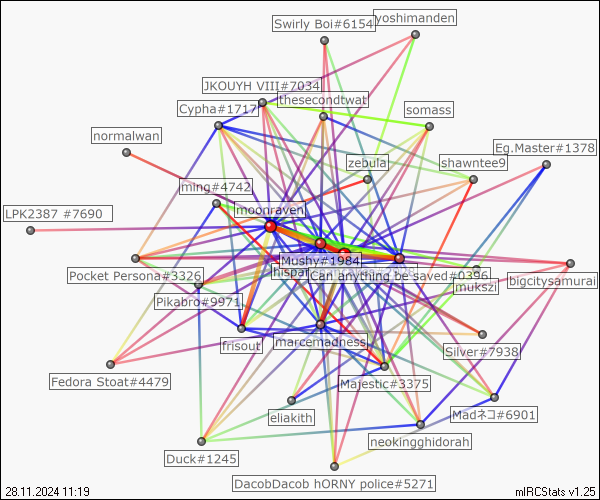 Swirly Boi#6154
yoshimanden
JKOUYH VIII#7034
thesecondtwat
Cypha#1717
somass
normalwan
Eg.Master#1378
zebula
shawntee9
ming#4742
LPK2387 #7690
moonraven
Mushy#1984
Pocket Persona#3326
hispar
Can anything be saved#0396
bigcitysamurai
mukszi
Pikabro#9971
frisout
marcemadness
Silver#7938
Fedora Stoat#4479
Majestic#3375
eliakith
Madネコ#6901
neokingghidorah
Duck#1245
DacobDacob hORNY police#5271
28.11.2024 11:19
mIRCStats v1.25